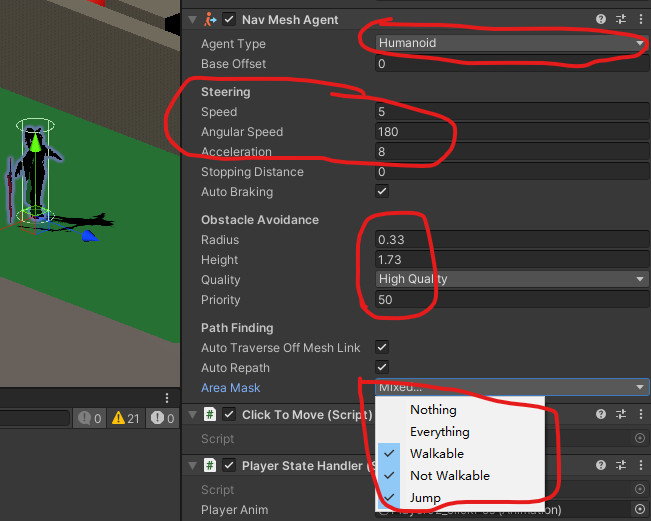 Nav Mesh Agent
Agent Type Humanoid
Base Offset 0
Steering
Speed 5
Angular Speed 180
Acceleration 8
Stopping Distance 0
Auto Braking
Obstacle Avoidance
Radius 0.33
Height 1.73
Quality High Quality
Priority 50
Path Finding
Auto Traverse Off Mesh Link
Auto Repath
Area Mask Mixed...
0 21 0
Click To Move (Script)
Nothing
Everything
Script
Walkable
Player State Handler (S
Not Walkable
Script
Jump
Player Anim (Animation)